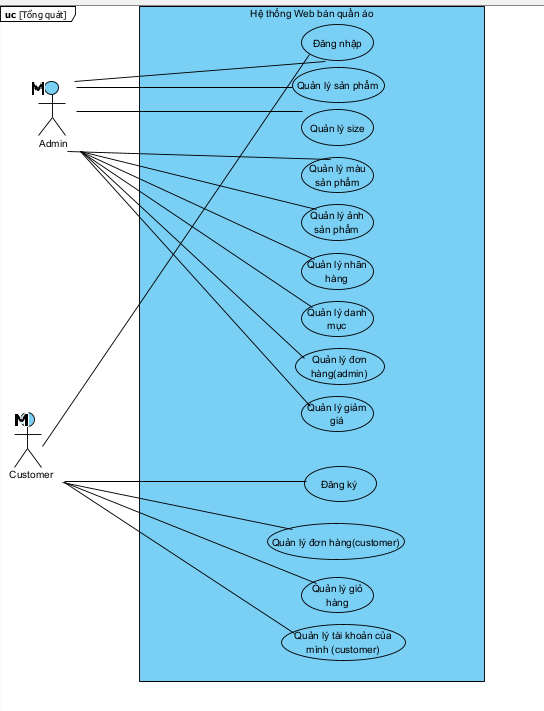 uc [Tổng quát]
Hệ thống Web bán quần áo
Đăng nhập
Quản lý sản phẩm
Quản lý size
Admin
Quản lý màu
sản phẩm
Quản lý ảnh
sản phẩm
Quản lý nhãn
hàng
Quản lý danh
mục
Quản lý đơn
hàng(admin)
Quản lý giảm
giá
Customer
Đăng ký
Quản lý đơn hàng(customer)
Quản lý giỏ
hàng
Quản lý tài khoản của
mình (customer)